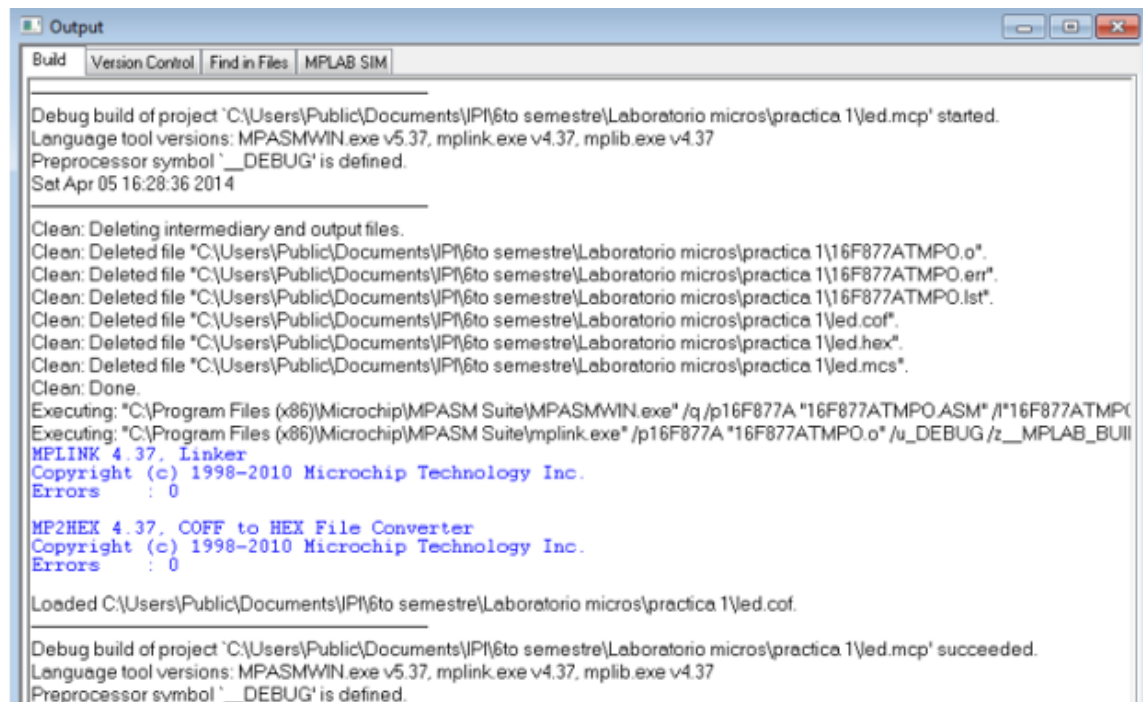 Output
Build Version Control Find in Files MPLAB SIM
Debug build of project `C:\Users\Public\Documents\IPI\6to semestre\Laboratorio micros\practica 1\led.mcp' started.
Language tool versions: MPASMWIN.exe v5.37, mplink.exe v4.37, mplib.exe v4.37
Preprocessor symbol `__DEBUG' is defined.
Sat Apr 05 16:28:36 2014
Clean: Deleting intermediary and output files.
Clean: Deleted file "C:\Users\Public\Documents\IPI\6to semestre\Laboratorio micros\practica 1\16F877ATMPO.o".
Clean: Deleted file "C:\Users\Public\Documents\IPI\6to semestre\Laboratorio micros\practica 1\16F877ATMPO.err".
Clean: Deleted file "C:\Users\Public\Documents\IPI\6to semestre\Laboratorio micros\practica 1\16F877ATMPO.lst".
Clean: Deleted file "C:\Users\Public\Documents\IPI\6to semestre\Laboratorio micros\practica 1\led.cof".
Clean: Deleted file "C:\Users\Public\Documents\IPI\6to semestre\Laboratorio micros\practica 1\led.hex".
Clean: Deleted file "C:\Users\Public\Documents\IPI\6to semestre\Laboratorio micros\practica 1\led.mcs".
Clean: Done.
Executing: "C:\Program Files (x86)\Microchip\MPASM Suite\MPASMWIN.exe" /q /p16F877A "16F877ATMPO.ASM" /l"16F877ATMP(
Executing: "C:\Program Files (x86)\Microchip\MPASM Suite\mplink.exe" /p16F877A "16F877ATMPO.o" /u_DEBUG /z__MPLAB_BUI
MPLINK 4.37, Linker
Copyright (c) 1998-2010 Microchip Technology Inc.
Errors : 0
MP2HEX 4.37, COFF to HEX File Converter
Copyright (c) 1998-2010 Microchip Technology Inc.
Errors : 0
Loaded C:\Users\Public\Documents\IPI\6to semestre\Laboratorio micros\practica 1\led.cof.
Debug build of project `C:\Users\Public\Documents\IPI\6to semestre\Laboratorio micros\practica 1\led.mcp' succeeded.
Language tool versions: MPASMWIN.exe v5.37, mplink.exe v4.37, mplib.exe v4.37
Preprocessor symbol `__DEBUG' is defined.